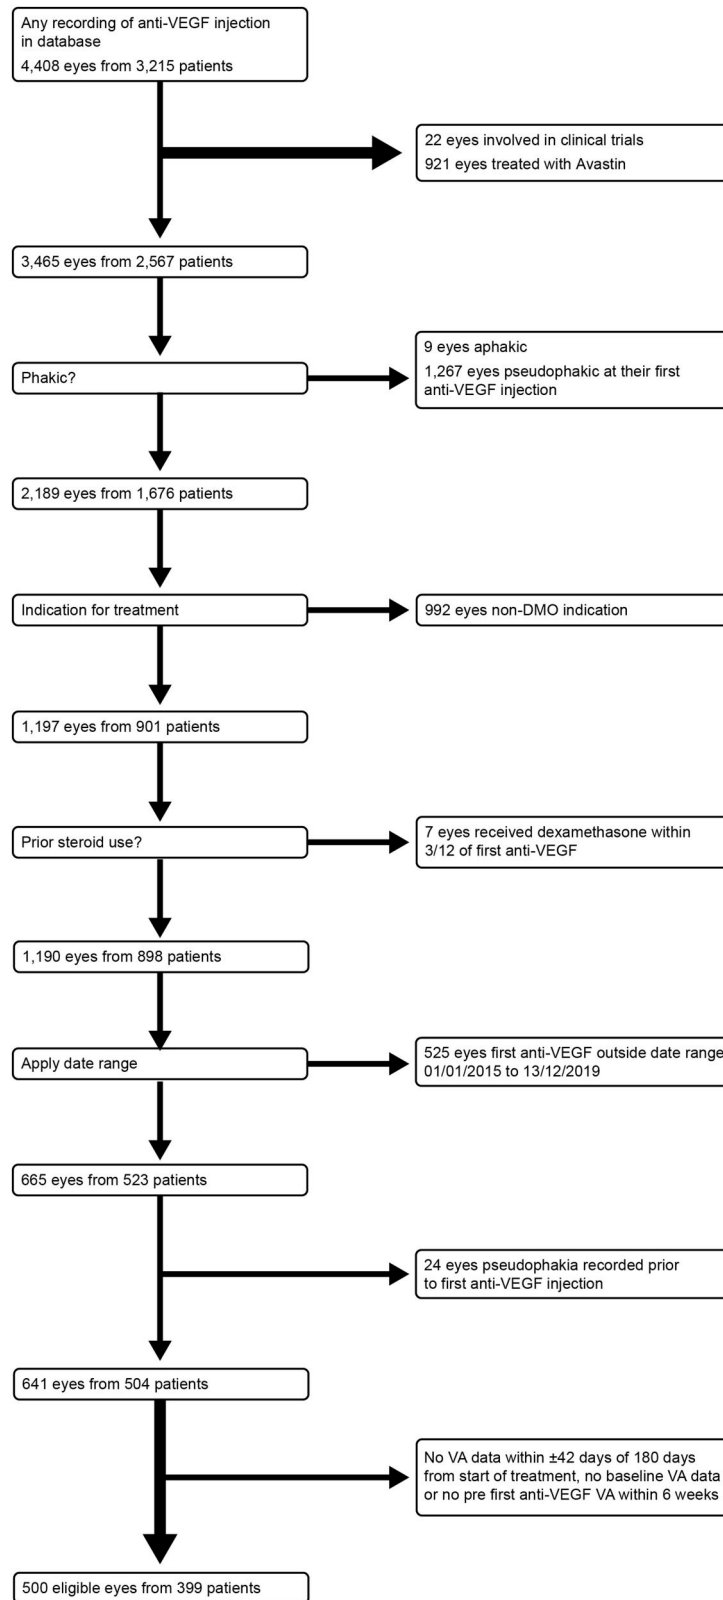 Any recording of anti-VEGF injection
in database
4,408 eyes from 3,215 patients
22 eyes involved in clinical trials
921 eyes treated with Avastin
3,465 eyes from 2,567 patients
9 eyes aphakic
1,267 eyes pseudophakic at their first
anti-VEGF injection
Phakic?
2,189 eyes from 1,676 patients
Indication for treatment
992 eyes non-DMO indication
1,197 eyes from 901 patients
Prior steroid use?
7 eyes received dexamethasone within
3/12 of first anti-VEGF
1,190 eyes from 898 patients
Apply date range
525 eyes first anti-VEGF outside date range
01/01/2015 to 13/12/2019
665 eyes from 523 patients
24 eyes pseudophakia recorded prior
to first anti-VEGF injection
641 eyes from 504 patients
No VA data within ±42 days of 180 days
from start of treatment, no baseline VA data
or no pre first anti-VEGF VA within 6 weeks
500 eligible eyes from 399 patients